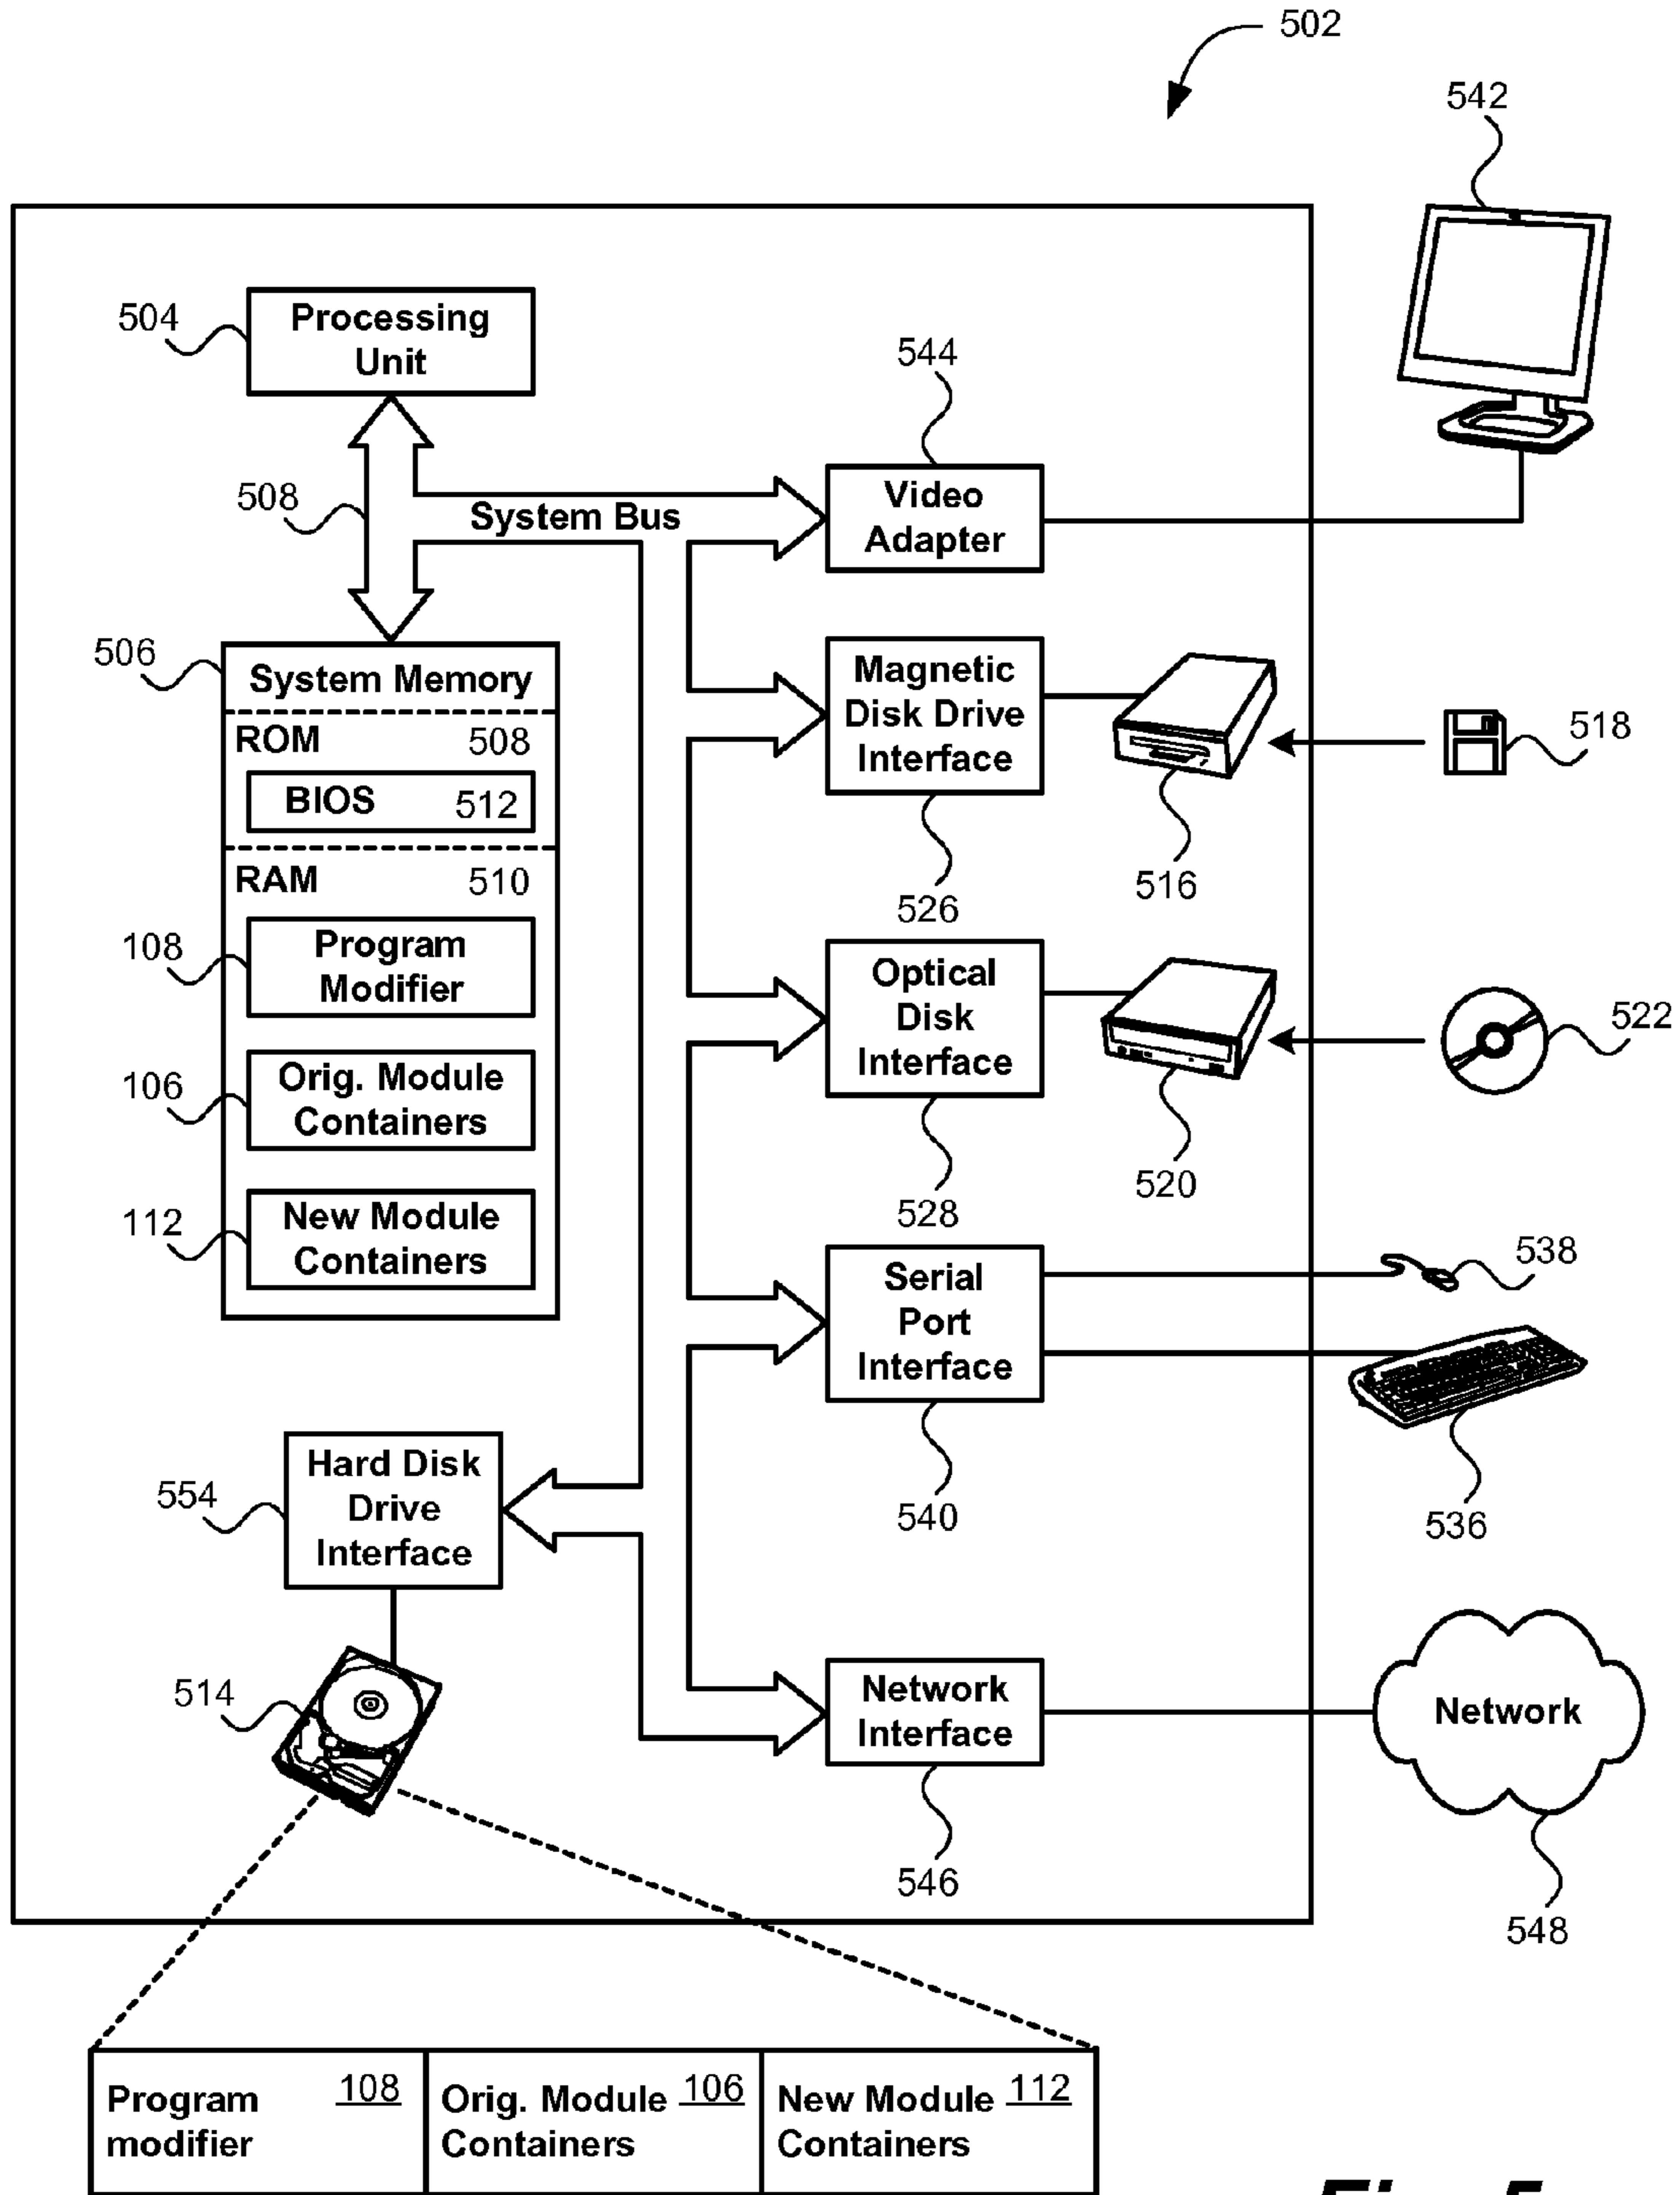 502
542
504
Processing
Unit
544
508
System Bus
Video
Adapter
506
System Memory
ROM 508
BIOS 512
RAM 510
108
Program
Modifier
106
Orig. Module
Containers
112
New Module
Containers
Magnetic
Disk Drive
Interface
526
516
518
Optical
Disk
Interface
528
520
522
Serial
Port
Interface
540
538
536
554
Hard Disk
Drive
Interface
514
Network
Interface
546
Network
548
Program 108
modifier
Orig. Module 106
Containers
New Module 112
Containers